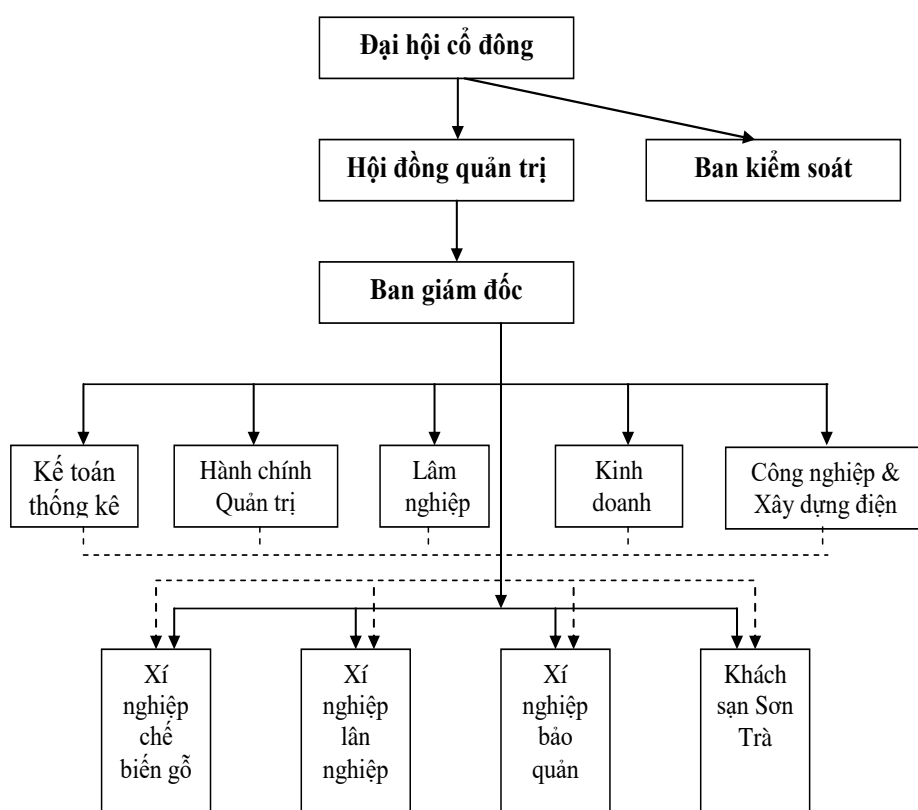 Đại hội cổ đông
Hội đồng quản trị
Ban kiểm soát
Ban giám đốc
Kế toán
thống kê
Hành chính
Quản trị
Lâm
nghiệp
Kinh
doanh
Công nghiệp &
Xây dựng điện
Xí
nghiệp
chế
biến gỗ
Xí
nghiệp
lân
nghiệp
Xí
nghiệp
bảo
quản
Khách
sạn Sơn
Trà